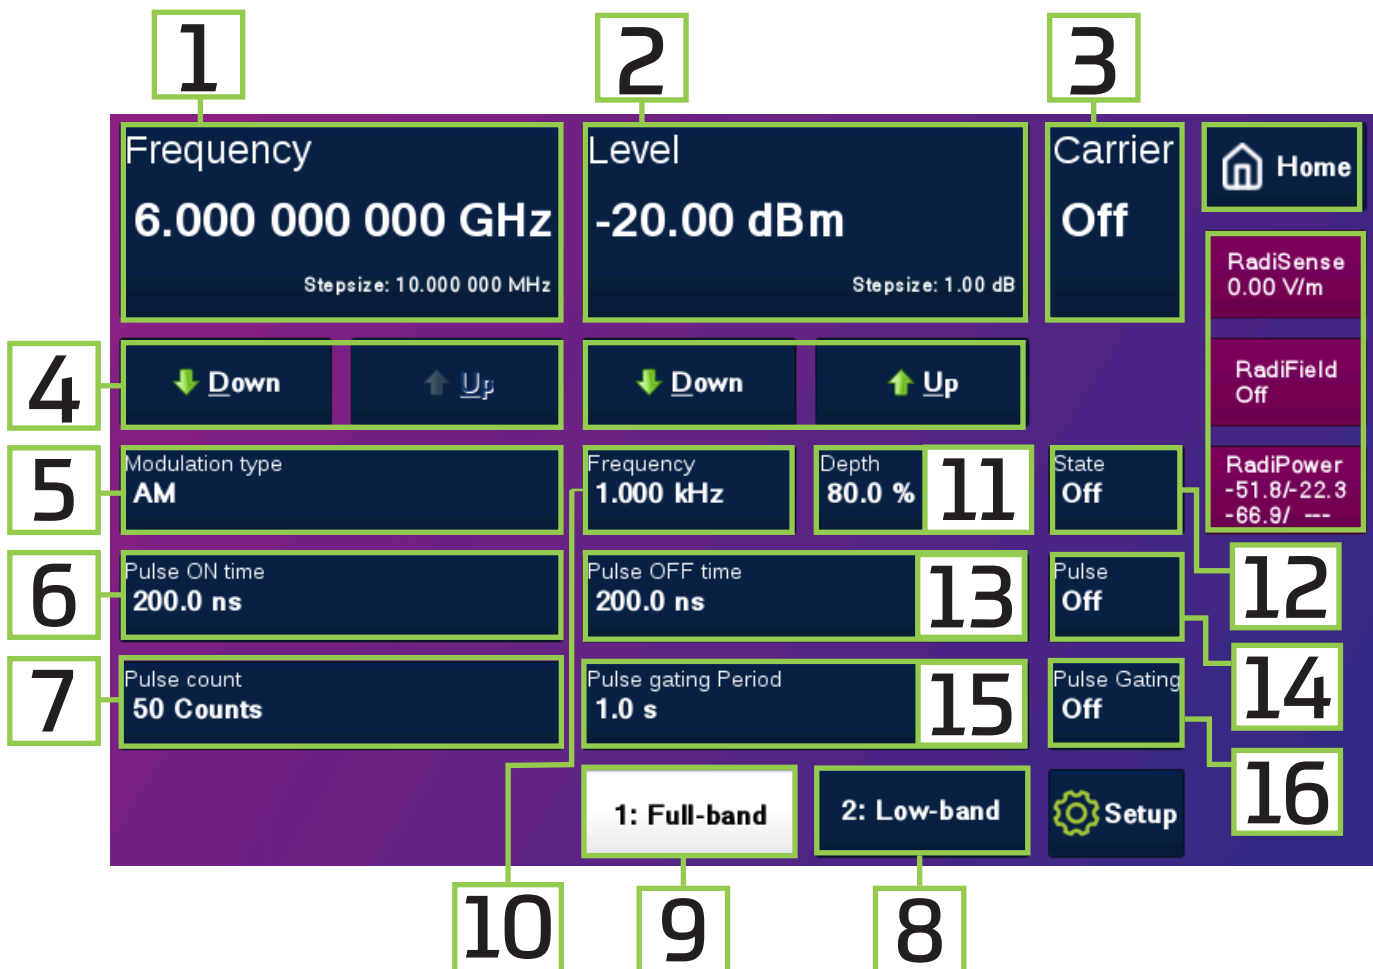 1
2
3
Frequency
6.000 000 000 GHz
Stepsize: 10.000 000 MHz
Level
-20.00 dBm
Stepsize: 1.00 dB
Carrier
Off
Home
RadiSense
0.00 V/m
RadiField
Off
RadiPower
-51.8/-22.3
-66.9/ ---
4
Down
Up
Down
Up
5
Modulation type
AM
Frequency
1.000 kHz
Depth
80.0 %
11
State
Off
12
6
Pulse ON time
200.0 ns
Pulse OFF time
200.0 ns
13
Pulse
Off
14
7
Pulse count
50 Counts
Pulse gating Period
1.0 s
15
Pulse Gating
Off
16
1: Full-band
2: Low-band
Setup
10
9
8